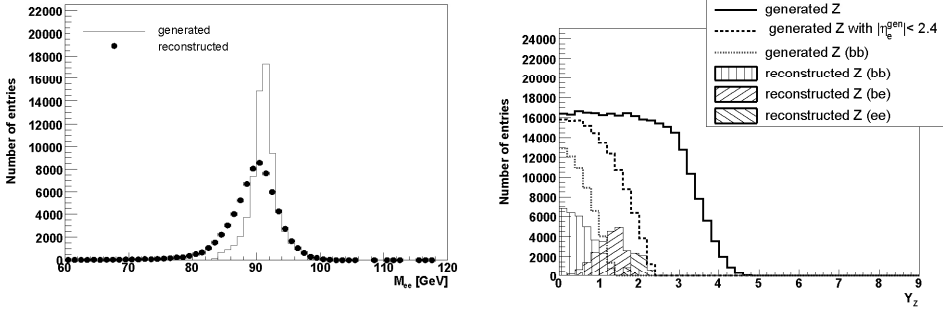 22000
20000
18000
16000
14000
12000
10000
8000
6000
4000
2000
0
Number of entries
generated
reconstructed
60 70 80 90 100 110 120
M_ee [GeV]
generated Z
generated Z with |η_e^gen|< 2.4
generated Z (bb)
reconstructed Z (bb)
reconstructed Z (be)
reconstructed Z (ee)
24000
22000
20000
18000
16000
14000
12000
10000
8000
6000
4000
2000
0
Number of entries
0 1 2 3 4 5 6 7 8 9
Y_Z